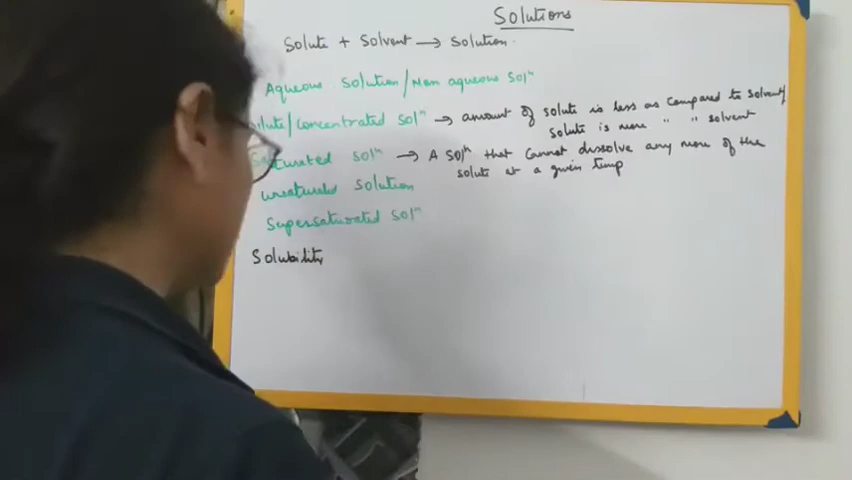 Solutions
Solute + Solvent → Solution.
Aqueous Solution/Non aqueous Solⁿ
ilute/Concentrated Solⁿ → amount of solute is less as compared to solvent/
solute is more " " solvent
Saturated Solⁿ → A Solⁿ that cannot dissolve any more of the
solute at a given temp
Solution
Supersaturated Solⁿ
Solubility